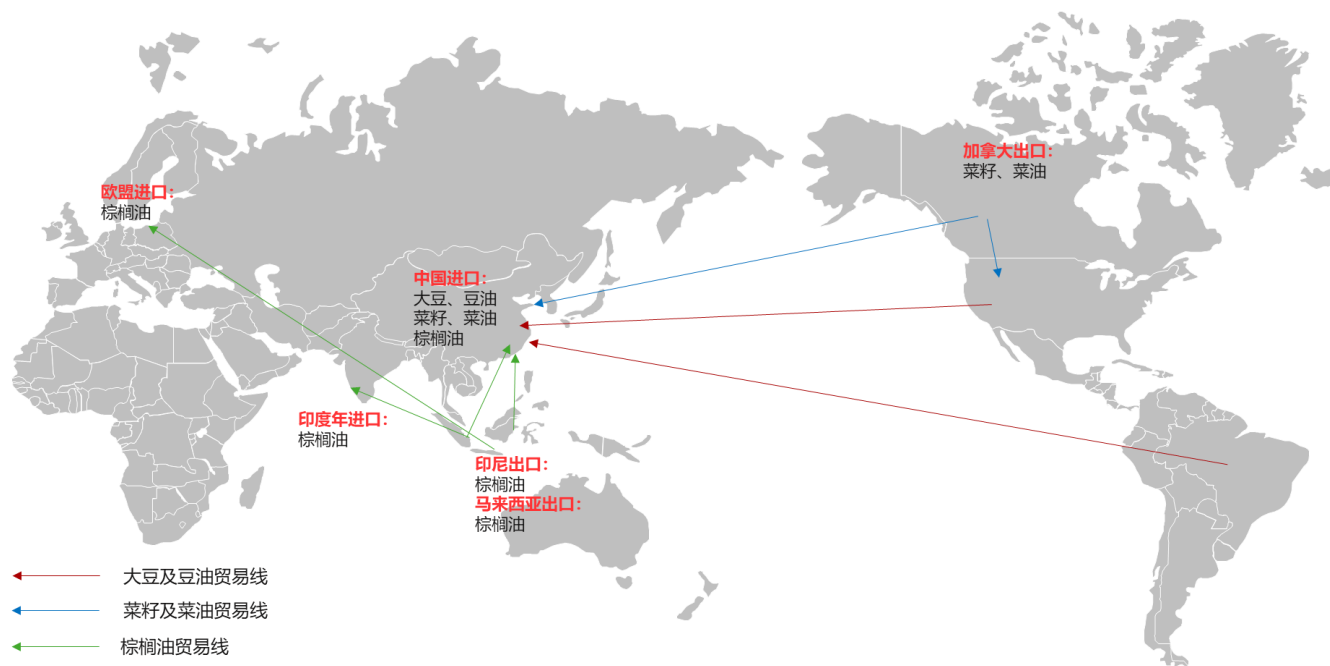 加拿大出口：
菜籽、菜油
欧盟进口：
棕榈油
中国进口：
大豆、豆油
菜籽、菜油
棕榈油
印度年进口：
棕榈油
印尼出口：
棕榈油
马来西亚出口：
棕榈油
大豆及豆油贸易线
菜籽及菜油贸易线
棕榈油贸易线